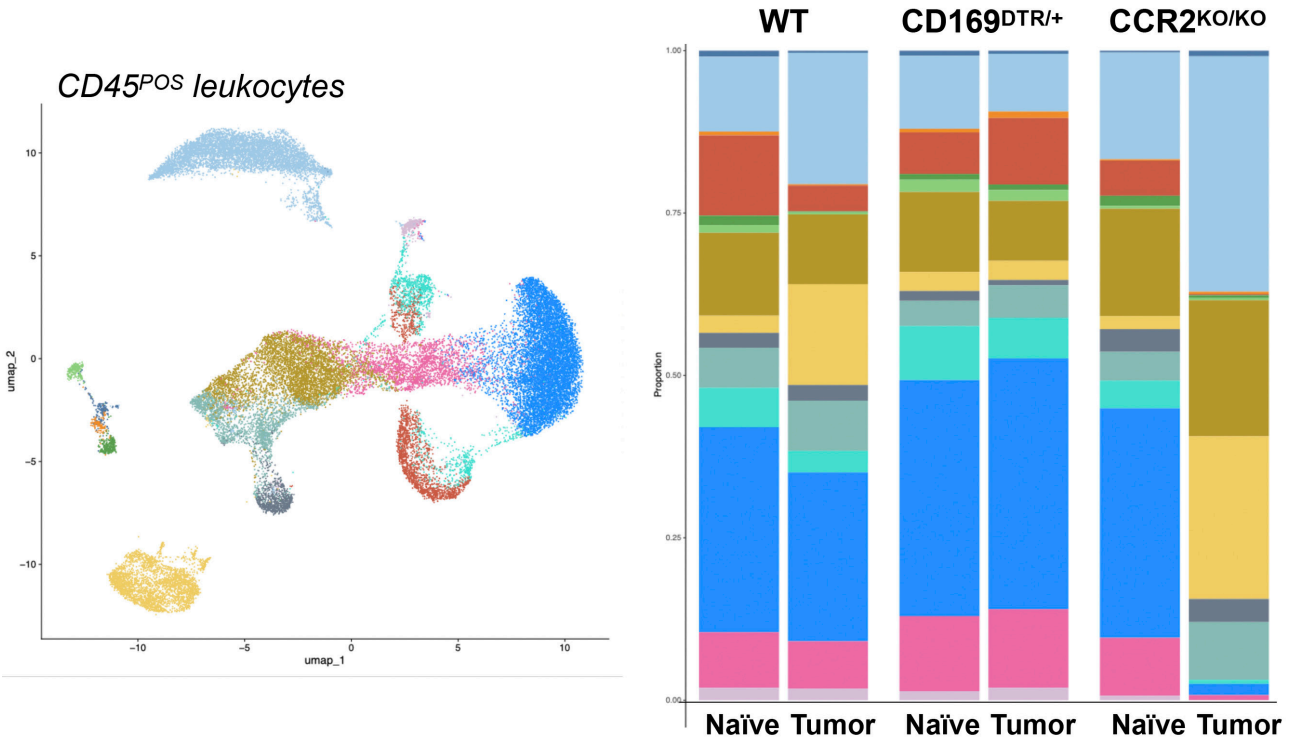 WT CD169ᴰᵀᴿ/⁺ CCR2ᴷᴼ/ᴷᴼ
CD45ᴾᴼˢ leukocytes
10
5
0
−5
−10
umap_2
−10 −5 0 5 10
umap_1
1.00
0.75
0.50
0.25
0.00
Proportion
Naïve Tumor Naïve Tumor Naïve Tumor